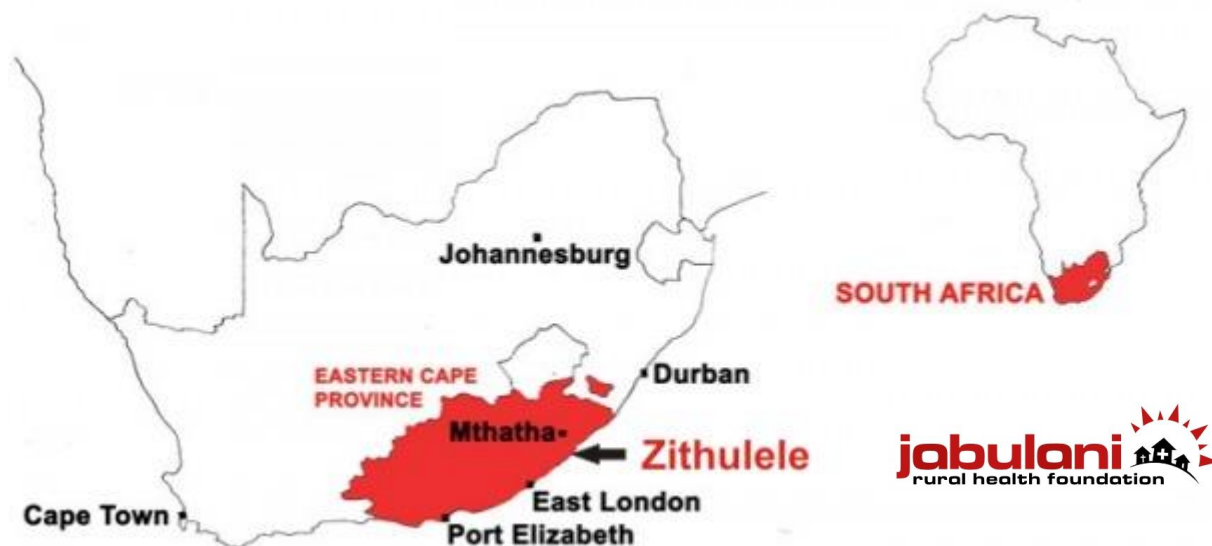 Johannesburg
SOUTH AFRICA
EASTERN CAPE
PROVINCE
Durban
Mthatha
Zithulele
jabulani
rural health foundation
East London
Cape Town
Port Elizabeth